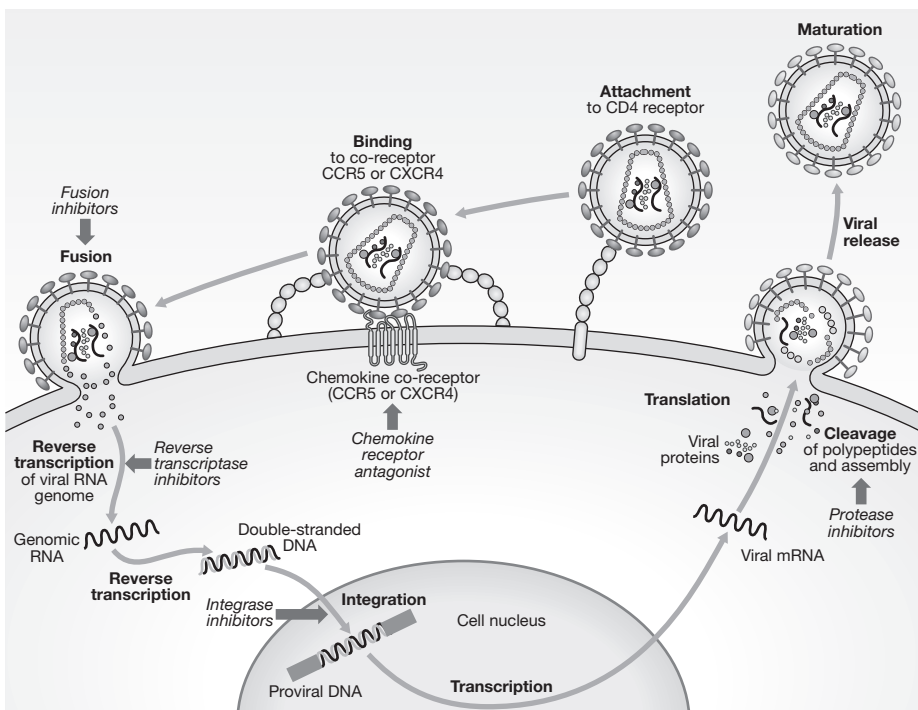 Maturation
Attachment
to CD4 receptor
Binding
to co-receptor
CCR5 or CXCR4
Fusion
inhibitors
Fusion
Viral
release
Chemokine co-receptor
(CCR5 or CXCR4)
Chemokine
receptor
antagonist
Translation
Viral
proteins
Cleavage
of polypeptides
and assembly
Protease
inhibitors
Reverse
transcription
of viral RNA
genome
Reverse
transcriptase
inhibitors
Genomic
RNA
Double-stranded
DNA
Reverse
transcription
Viral mRNA
Integrase
inhibitors
Integration
Cell nucleus
Proviral DNA
Transcription